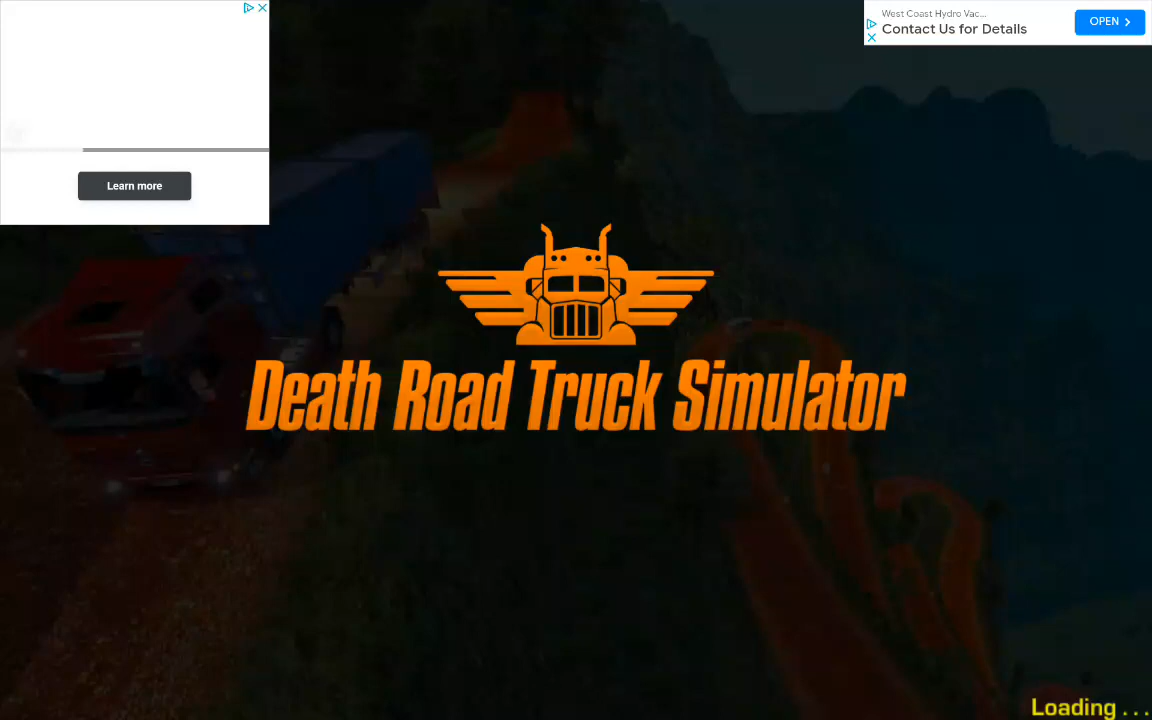 West Coast Hydro Vac...
Contact Us for Details
OPEN
Learn more
Death Road Truck Simulator
Loading . . .